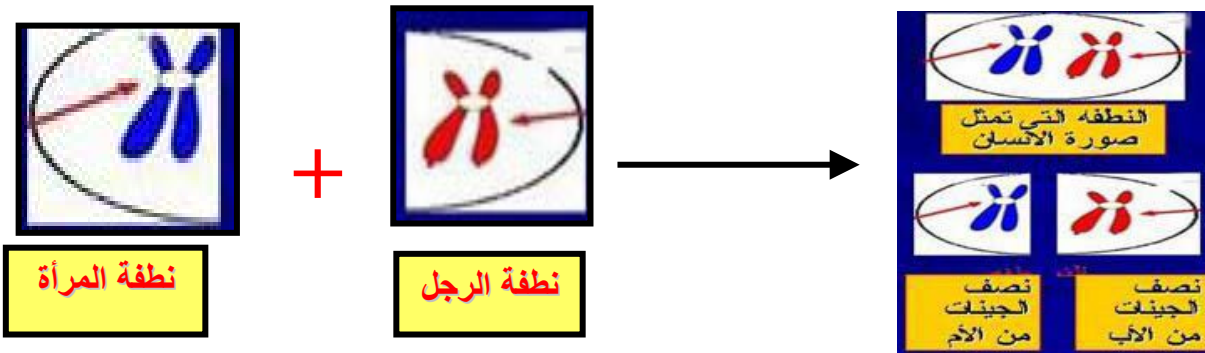 نطفة المرأة
+
نطفة الرجل
النطفه التي تمثل
صورة الانسان
نصف
الجينات
من الأب
نصف
الجينات
من الأم